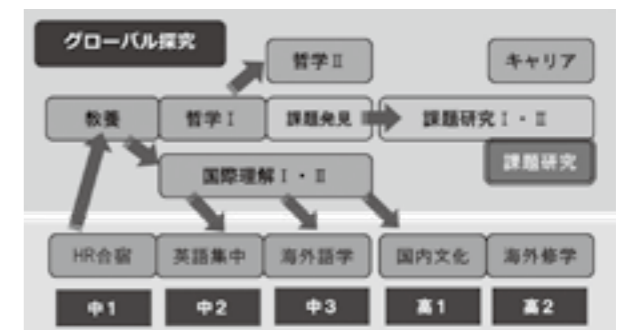 グローバル探究
哲学Ⅱ
キャリア
教養
哲学Ⅰ
課題発見
課題研究Ⅰ・Ⅱ
国際理解Ⅰ・Ⅱ
課題研究
HR合宿
英語集中
海外語学
国内文化
海外修学
中1
中2
中3
高1
高2